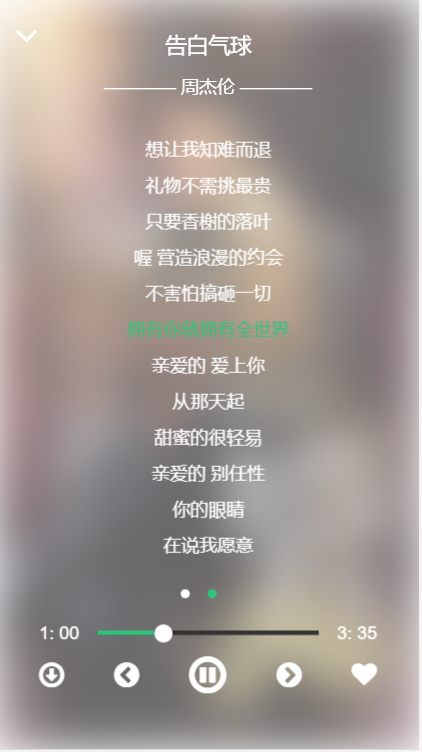 告白气球
周杰伦
想让我知难而退
礼物不需挑最贵
只要香榭的落叶
喔 营造浪漫的约会
不害怕搞砸一切
拥有你就拥有全世界
亲爱的 爱上你
从那天起
甜蜜的很轻易
亲爱的 别任性
你的眼睛
在说我愿意
1: 00
3: 35